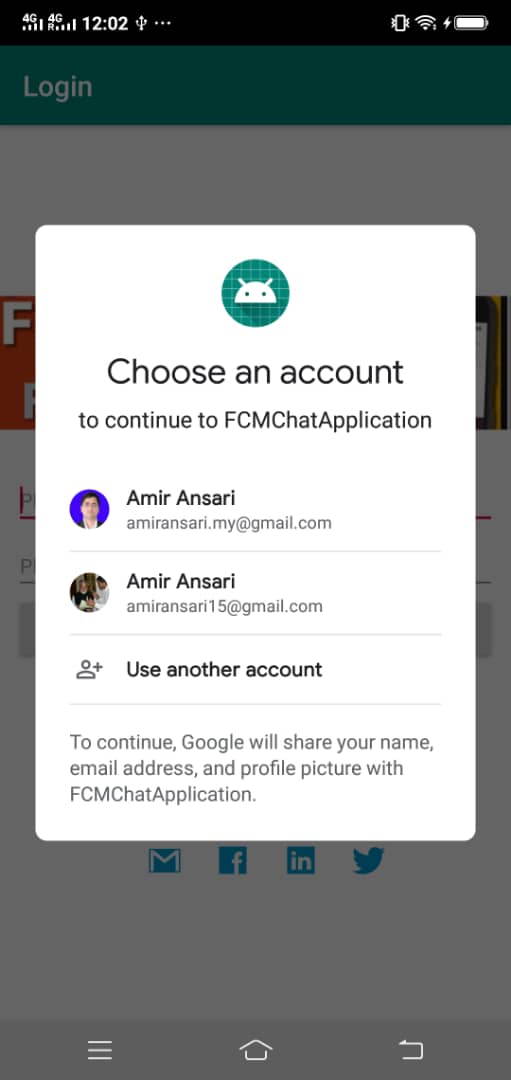 4G 4G R 12:02 ...
Login
F
Choose an account
to continue to FCMChatApplication
Amir Ansari
amiransari.my@gmail.com
Amir Ansari
amiransari15@gmail.com
Use another account
To continue, Google will share your name,
email address, and profile picture with
FCMChatApplication.
in